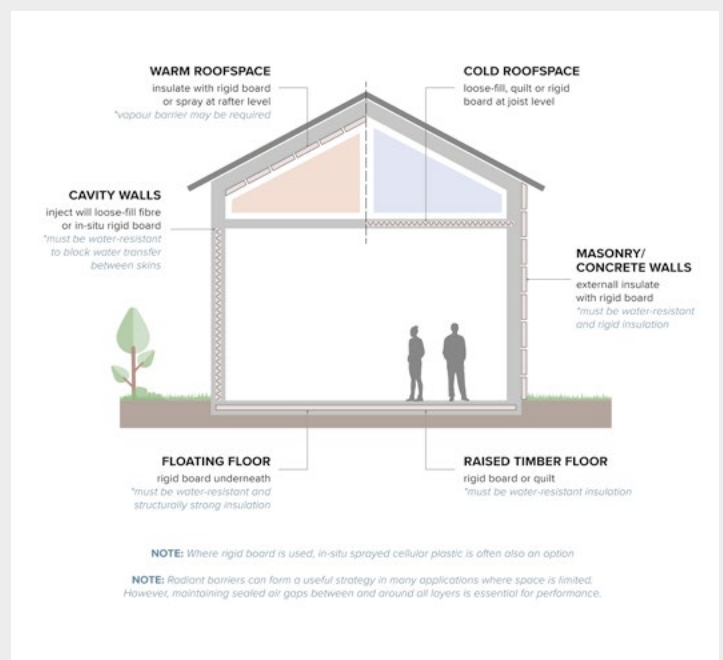 WARM ROOFSPACE
insulate with rigid board
or spray at rafter level
*vapour barrier may be required
COLD ROOFSPACE
loose-fill, quilt or rigid
board at joist level
CAVITY WALLS
inject will loose-fill fibre
or in-situ rigid board
*must be water-resistant
to block water transfer
between skins
MASONRY/
CONCRETE WALLS
externall insulate
with rigid board
*must be water-resistant
and rigid insulation
FLOATING FLOOR
rigid board underneath
*must be water-resistant and
structurally strong insulation
RAISED TIMBER FLOOR
rigid board or quilt
*must be water-resistant insulation
NOTE: Where rigid board is used, in-situ sprayed cellular plastic is often also an option
NOTE: Radiant barriers can form a useful strategy in many applications where space is limited.
However, maintaining sealed air gaps between and around all layers is essential for performance.